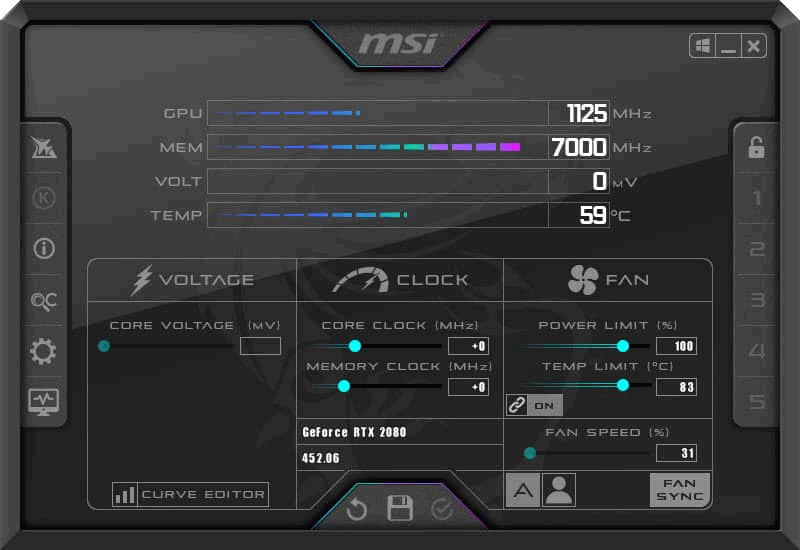 msi
GPU 1125 MHz
MEM 7000 MHz
VOLT 0 MV
TEMP 59 °C
K
1
2
3
4
5
VOLTAGE
CORE VOLTAGE (MV)
CURVE EDITOR
CLOCK
CORE CLOCK (MHz)
+0
MEMORY CLOCK (MHz)
+0
GeForce RTX 2080
452.06
FAN
POWER LIMIT (%)
100
TEMP LIMIT (°C)
83
ON
FAN SPEED (%)
31
A
FAN
SYNC